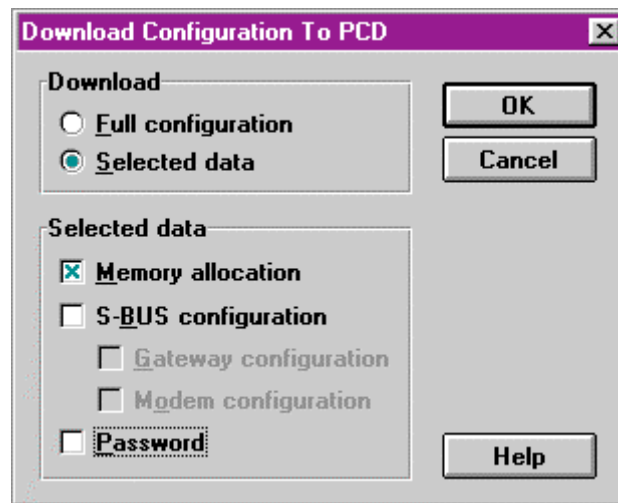 Download Configuration To PCD
Download
Full configuration
Selected data
OK
Cancel
Selected data
Memory allocation
S-BUS configuration
Gateway configuration
Modem configuration
Password
Help